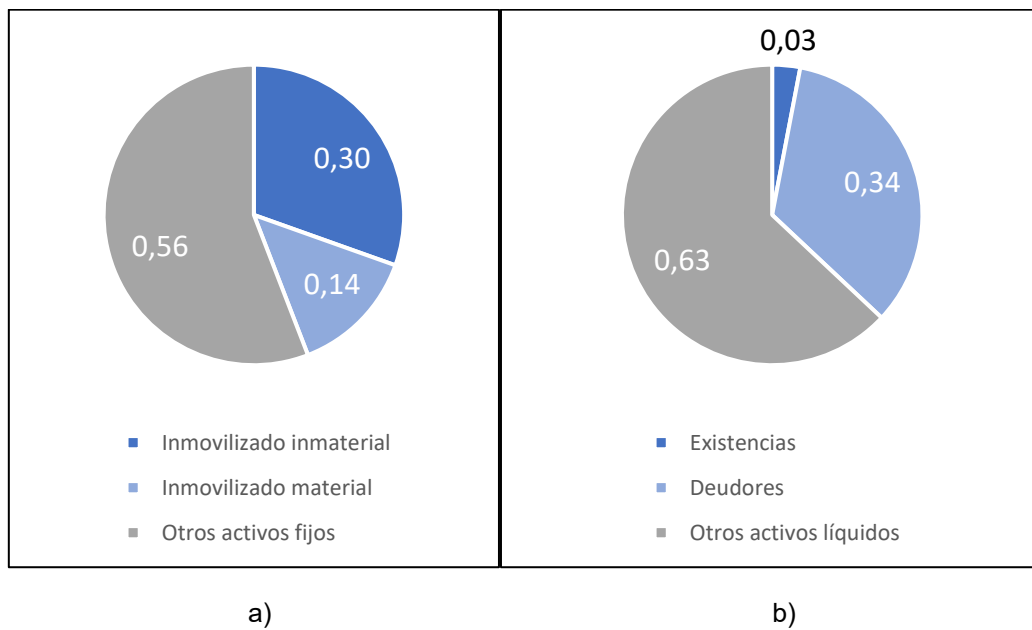 0,30
0,14
0,56
Inmovilizado inmaterial
Inmovilizado material
Otros activos fijos
a)
0,03
0,34
0,63
Existencias
Deudores
Otros activos líquidos
b)